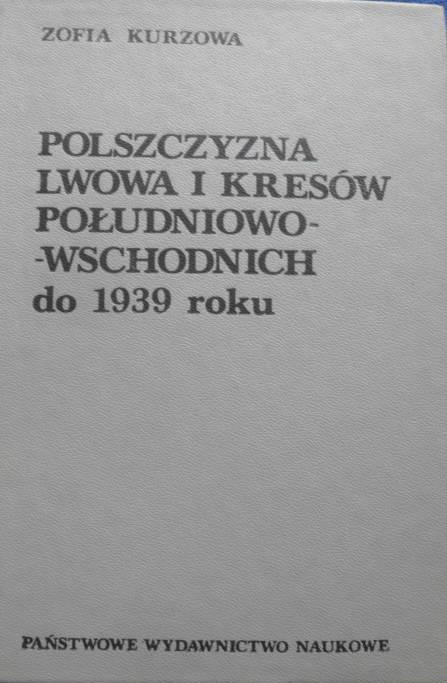 ZOFIA KURZOWA
POLSZCZYZNA
LWOWA I KRESÓW
POŁUDNIOWO-
-WSCHODNICH
do 1939 roku
PAŃSTWOWE WYDAWNICTWO NAUKOWE